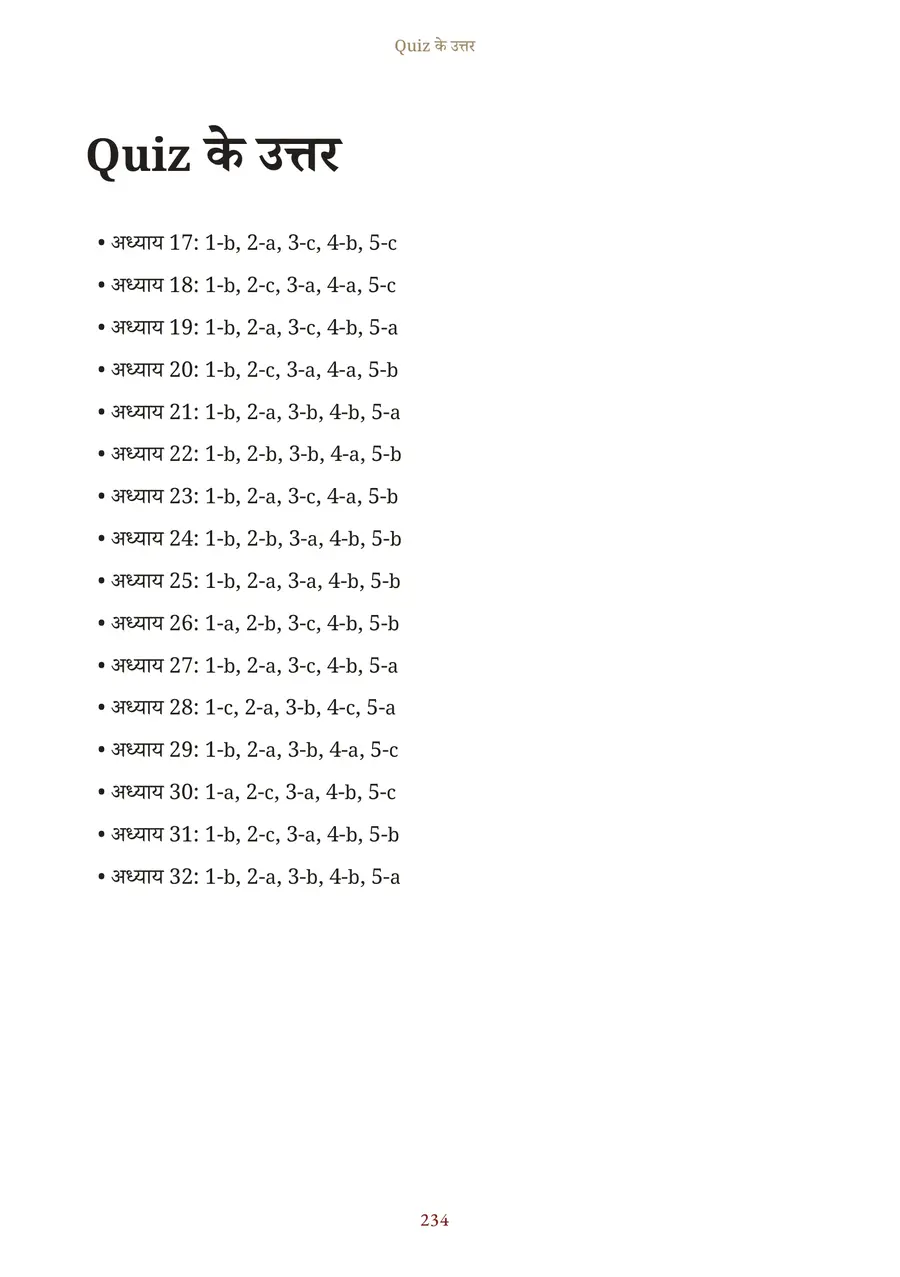 Quiz के उत्तर
Quiz के उत्तर
• अध्याय 17: 1-b, 2-a, 3-c, 4-b, 5-c
• अध्याय 18: 1-b, 2-c, 3-a, 4-a, 5-c
• अध्याय 19: 1-b, 2-a, 3-c, 4-b, 5-a
• अध्याय 20: 1-b, 2-c, 3-a, 4-a, 5-b
• अध्याय 21: 1-b, 2-a, 3-b, 4-b, 5-a
• अध्याय 22: 1-b, 2-b, 3-b, 4-a, 5-b
• अध्याय 23: 1-b, 2-a, 3-c, 4-a, 5-b
• अध्याय 24: 1-b, 2-b, 3-a, 4-b, 5-b
• अध्याय 25: 1-b, 2-a, 3-a, 4-b, 5-b
• अध्याय 26: 1-a, 2-b, 3-c, 4-b, 5-b
• अध्याय 27: 1-b, 2-a, 3-c, 4-b, 5-a
• अध्याय 28: 1-c, 2-a, 3-b, 4-c, 5-a
• अध्याय 29: 1-b, 2-a, 3-b, 4-a, 5-c
• अध्याय 30: 1-a, 2-c, 3-a, 4-b, 5-c
• अध्याय 31: 1-b, 2-c, 3-a, 4-b, 5-b
• अध्याय 32: 1-b, 2-a, 3-b, 4-b, 5-a
234